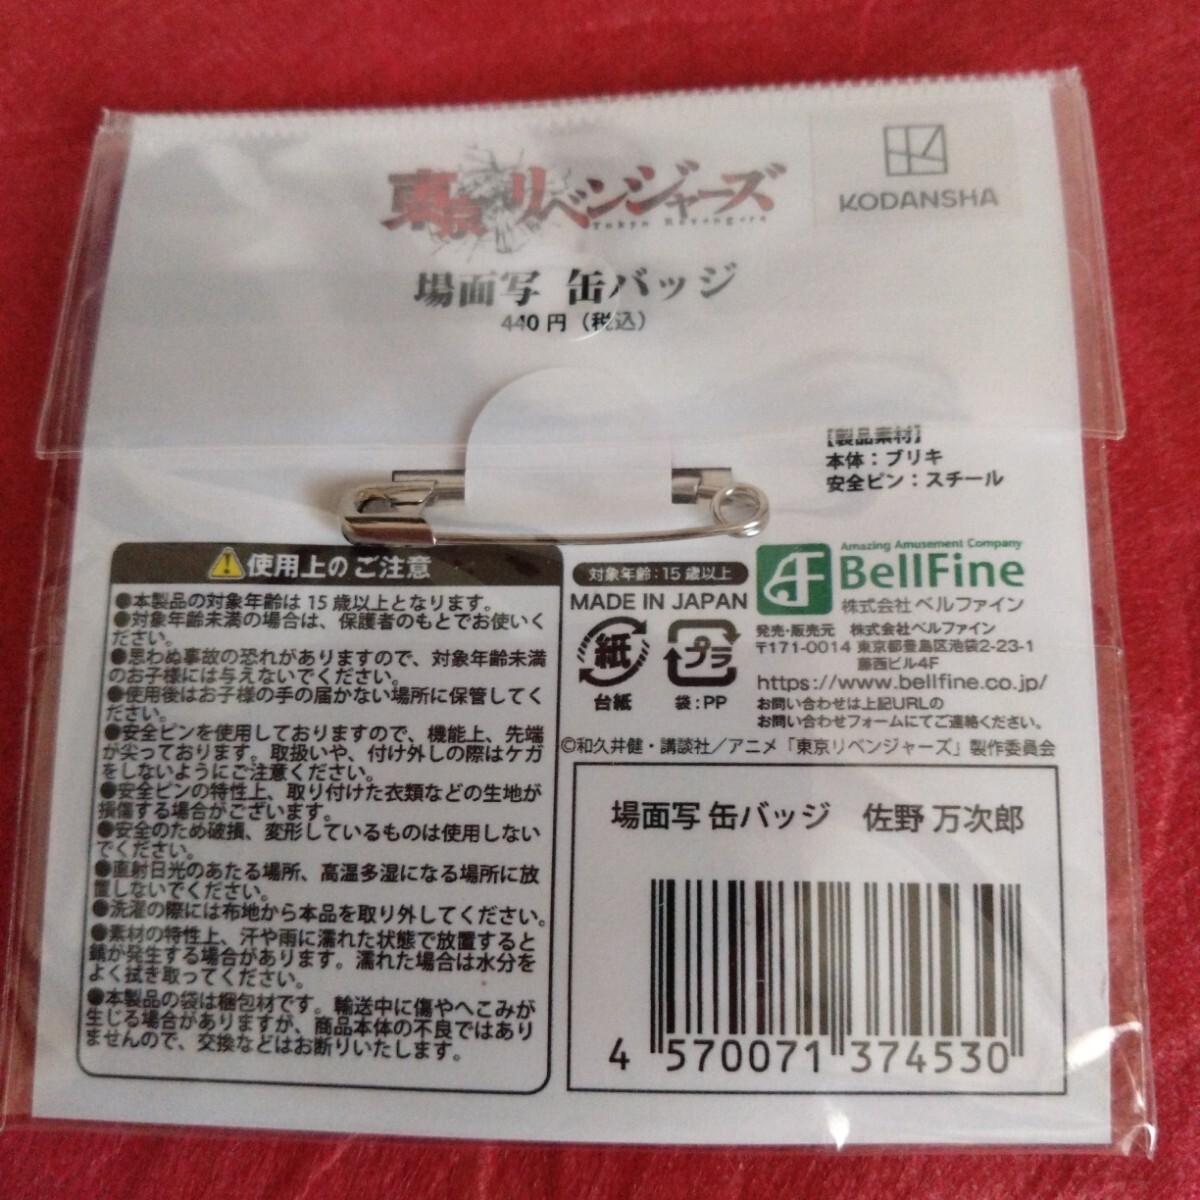 東京リベンジャーズ
Tokyo Revengers
KODANSHA
場面写 缶バッジ
440円（税込）
【製品素材】
本体：ブリキ
安全ピン：スチール
⚠使用上のご注意
●本製品の対象年齢は15歳以上となります。
●対象年齢未満の場合は、保護者のもとでお使いく
ださい。
●思わぬ事故の恐れがありますので、対象年齢未満
のお子様には与えないでください。
●使用後はお子様の手の届かない場所に保管してく
ださい。
●安全ピンを使用しておりますので、機能上、先端
が尖っております。取扱いや、付け外しの際はケガ
をしないようにご注意ください。
●安全ピンの特性上、取り付けた衣類などの生地が
損傷する場合がございます。
●安全のため破損、変形しているものは使用しない
でください。
●直射日光のあたる場所、高温多湿になる場所に放
置しないでください。
●洗濯の際には布地から本品を取り外してください。
●素材の特性上、汗や雨に濡れた状態で放置すると
錆が発生する場合があります。濡れた場合は水分を
よく拭き取ってください。
●本製品の袋は梱包材です。輸送中に傷やへこみが
生じる場合がありますが、商品本体の不良ではあり
ませんので、交換などはお断りいたします。
対象年齢：15歳以上
MADE IN JAPAN
紙
台紙
プラ
袋：PP
Amazing Amusement Company
BellFine
株式会社 ベルファイン
発売・販売元 株式会社ベルファイン
〒171-0014 東京都豊島区池袋2-23-1
藤西ビル4F
https://www.bellfine.co.jp/
お問い合わせは上記URLの
お問い合わせフォームにてご連絡ください。
©和久井健・講談社／アニメ「東京リベンジャーズ」製作委員会
場面写 缶バッジ 佐野 万次郎
4 570071 374530